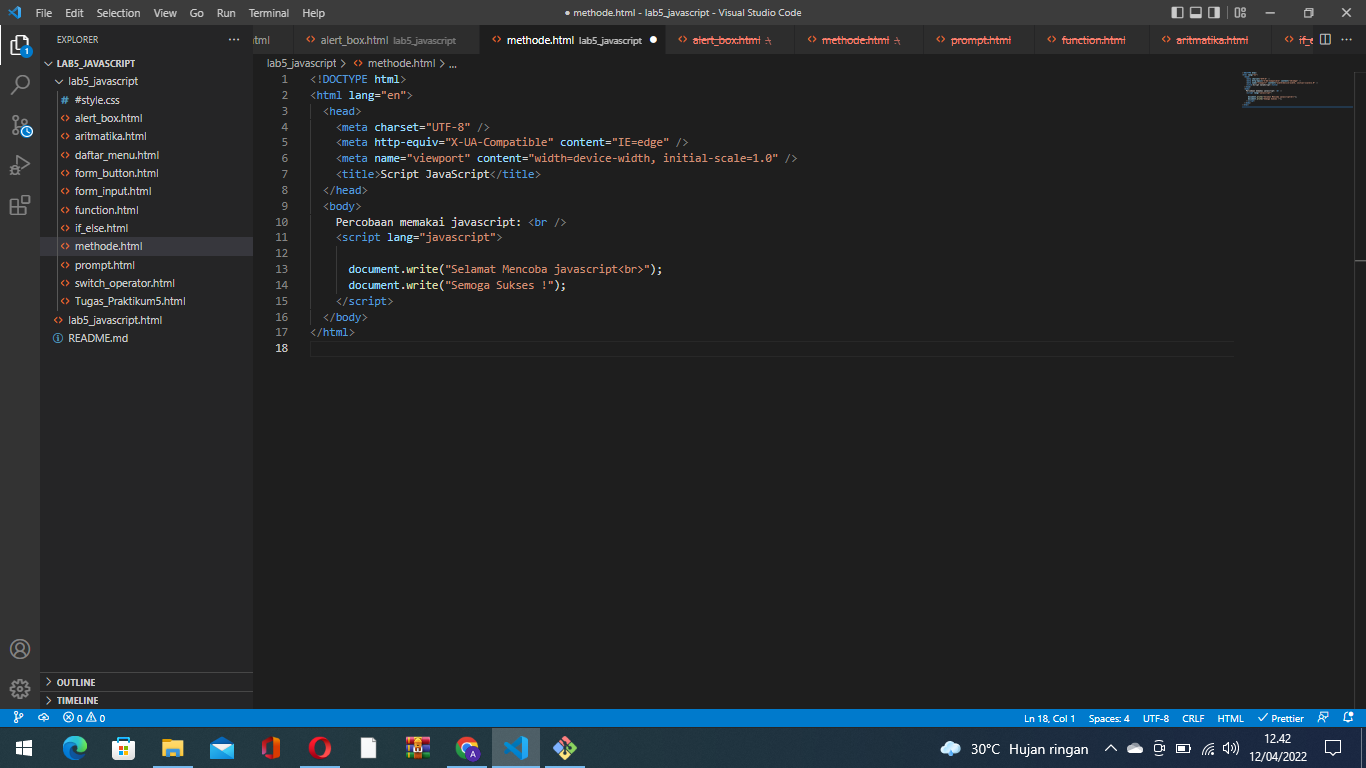 File Edit Selection View Go Run Terminal Help
● methode.html - lab5_javascript - Visual Studio Code
EXPLORER ···
LAB5_JAVASCRIPT
lab5_javascript
# #style.css
alert_box.html
aritmatika.html
daftar_menu.html
form_button.html
form_input.html
function.html
if_else.html
methode.html
prompt.html
switch_operator.html
Tugas_Praktikum5.html
lab5_javascript.html
README.md
OUTLINE
TIMELINE
html alert_box.html lab5_javascript methode.html lab5_javascript ● alert_box.html methode.html prompt.html function.html aritmatika.html
lab5_javascript > methode.html > ...
1 <!DOCTYPE html>
2 <html lang="en">
3 <head>
4 <meta charset="UTF-8" />
5 <meta http-equiv="X-UA-Compatible" content="IE=edge" />
6 <meta name="viewport" content="width=device-width, initial-scale=1.0" />
7 <title>Script JavaScript</title>
8 </head>
9 <body>
10 Percobaan memakai javascript: <br />
11 <script lang="javascript">
12
13 document.write("Selamat Mencoba javascript<br>");
14 document.write("Semoga Sukses !");
15 </script>
16 </body>
17 </html>
18
0 0
Ln 18, Col 1 Spaces: 4 UTF-8 CRLF HTML Prettier
30°C Hujan ringan
12.42
12/04/2022